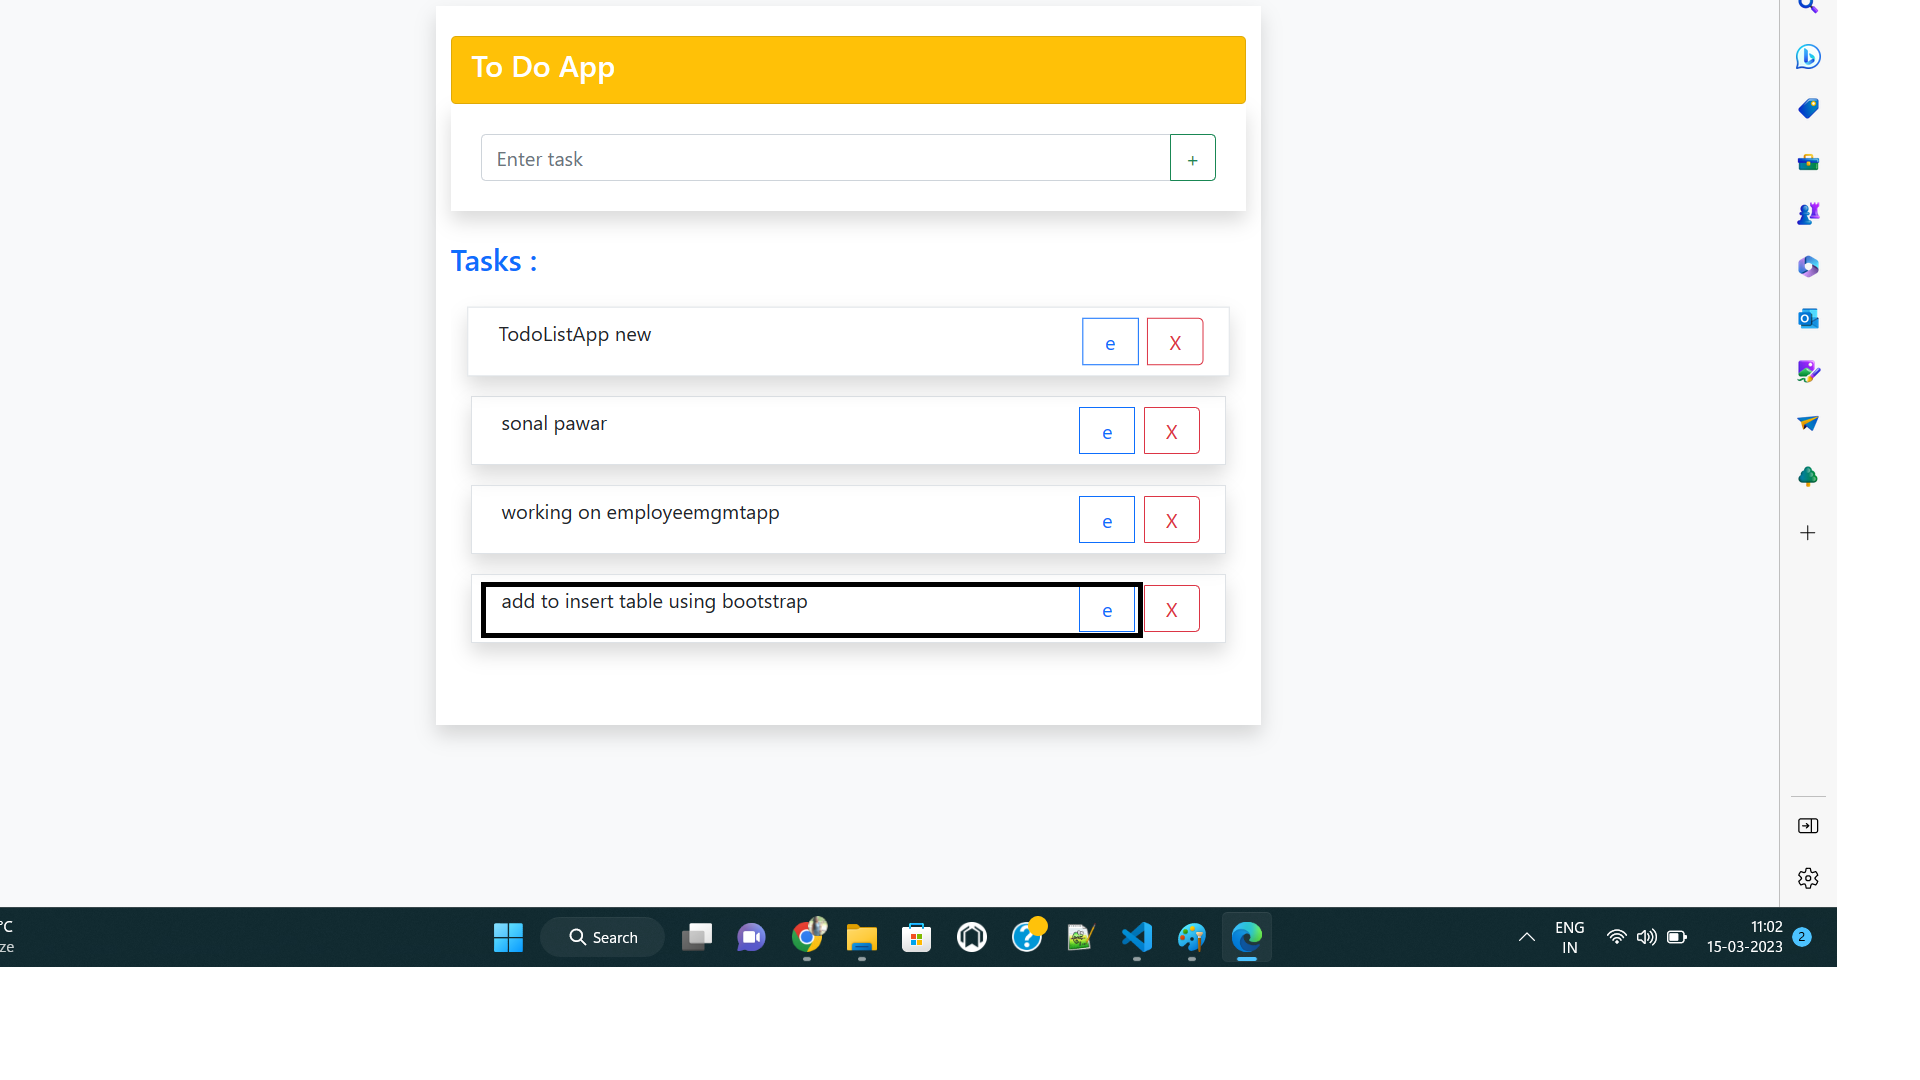 To Do App
Enter task
+
Tasks :
TodoListApp new
e X
sonal pawar
e X
working on employeemgmtapp
e X
add to insert table using bootstrap
e X
°C
ze
Search
ENG
IN
11:02
15-03-2023
2